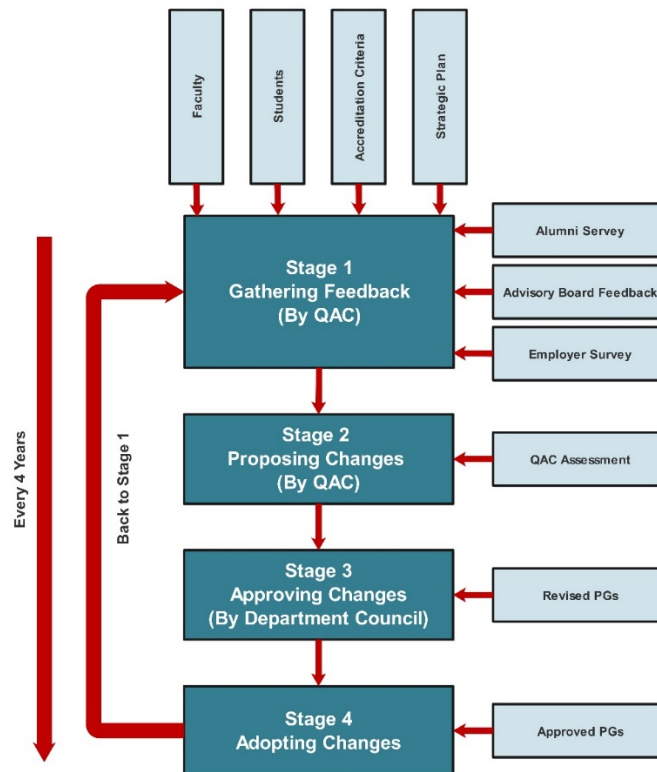 Faculty
Students
Accreditation Criteria
Strategic Plan
Stage 1
Gathering Feedback
(By QAC)
Alumni Servey
Advisory Board Feedback
Employer Survey
Stage 2
Proposing Changes
(By QAC)
QAC Assessment
Stage 3
Approving Changes
(By Department Council)
Revised PGs
Stage 4
Adopting Changes
Approved PGs
Every 4 Years
Back to Stage 1